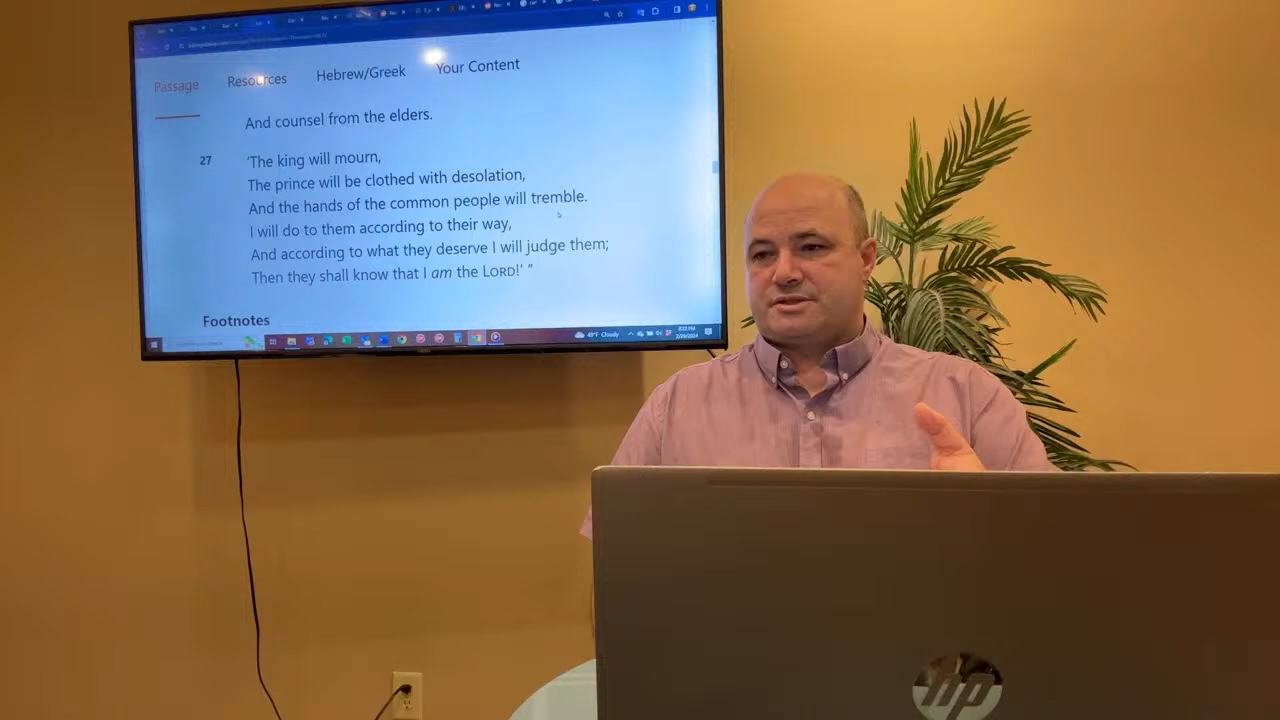 Passage Resources Hebrew/Greek Your Content
And counsel from the elders.
27 ‘The king will mourn,
The prince will be clothed with desolation,
And the hands of the common people will tremble.
I will do to them according to their way,
And according to what they deserve I will judge them;
Then they shall know that I am the LORD!’ ”
Footnotes
49°F Cloudy
hp